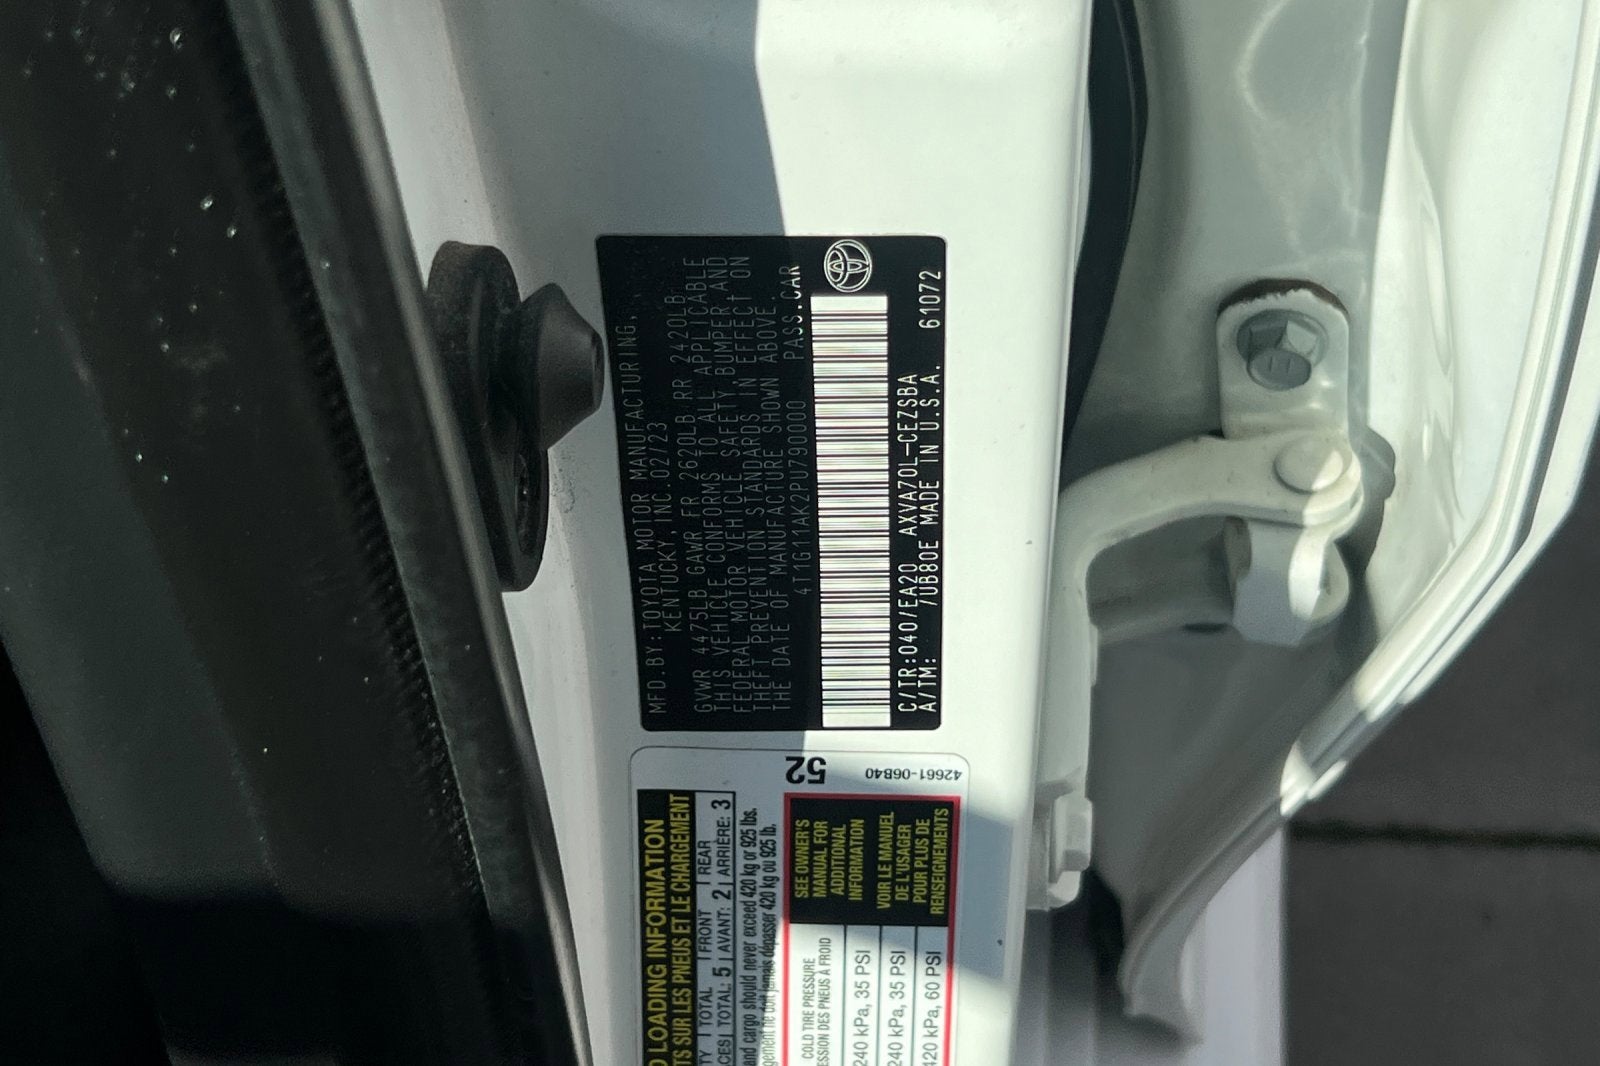 MFD.BY:TOYOTA MOTOR MANUFACTURING,
KENTUCKY INC.02/23
GVWR 4475LB GAWR FR 2620LB RR 2420LB
THIS VEHICLE CONFORMS TO ALL APPLICABLE
FEDERAL MOTOR VEHICLE SAFETY, BUMPER AND
THEFT PREVENTION STANDARDS IN EFFECT ON
THE DATE OF MANUFACTURE SHOWN ABOVE.
4T1G11AK2PU790000 PASS.CAR
C/TR:040/EA20 AXVA70L-CEZSBA
A/TM: /UB80E MADE IN U.S.A. 61072
52
42661-06B40
LOADING INFORMATION
SUR LES PNEUS ET LE CHARGEMENT
TOTAL FRONT REAR
TOTAL: 5 AVANT: 2 ARRIÈRE: 3
and cargo should never exceed 420 kg or 925 lbs.
ne doit jamais dépasser 420 kg ou 925 lb.
SEE OWNER'S
MANUAL FOR
ADDITIONAL
INFORMATION
VOIR LE MANUEL
DE L'USAGER
POUR PLUS DE
RENSEIGNEMENTS
COLD TIRE PRESSURE
DES PNEUS À FROID
240 kPa, 35 PSI
240 kPa, 35 PSI
420 kPa, 60 PSI